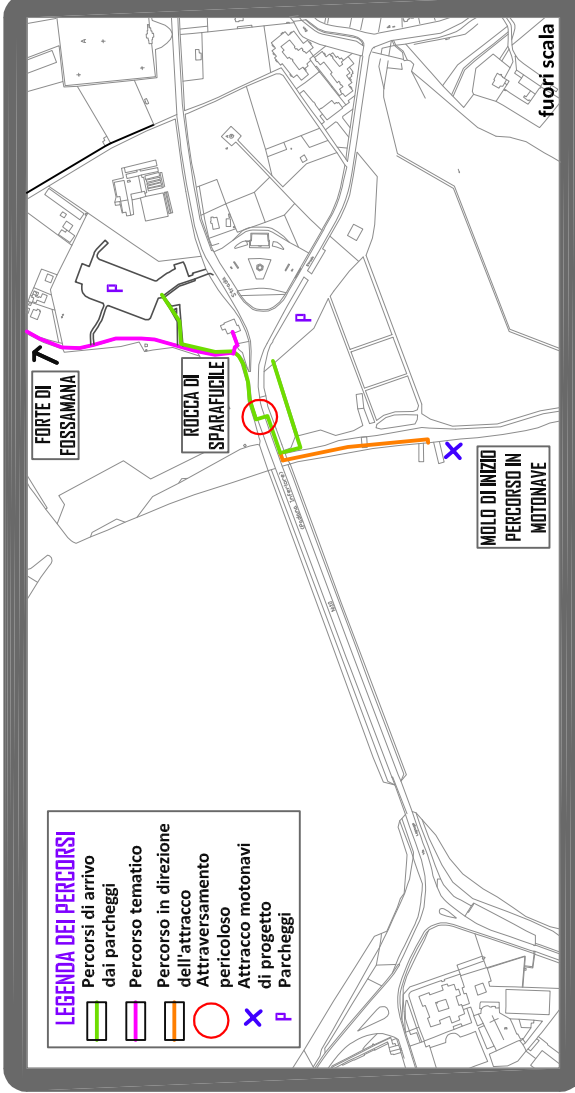 LEGENDA DEI PERCORSI
Percorsi di arrivo
dai parcheggi
Percorso tematico
Percorso in direzione
dell'attracco
Attraversamento
pericoloso
Attracco motonavi
di progetto
p
Parcheggi
FORTE DI
FOSSAMANA
ROCCA DI
SPARAFUCILE
MOLO DI INIZIO
PERCORSO IN
MOTONAVE
p
p
fuori scala